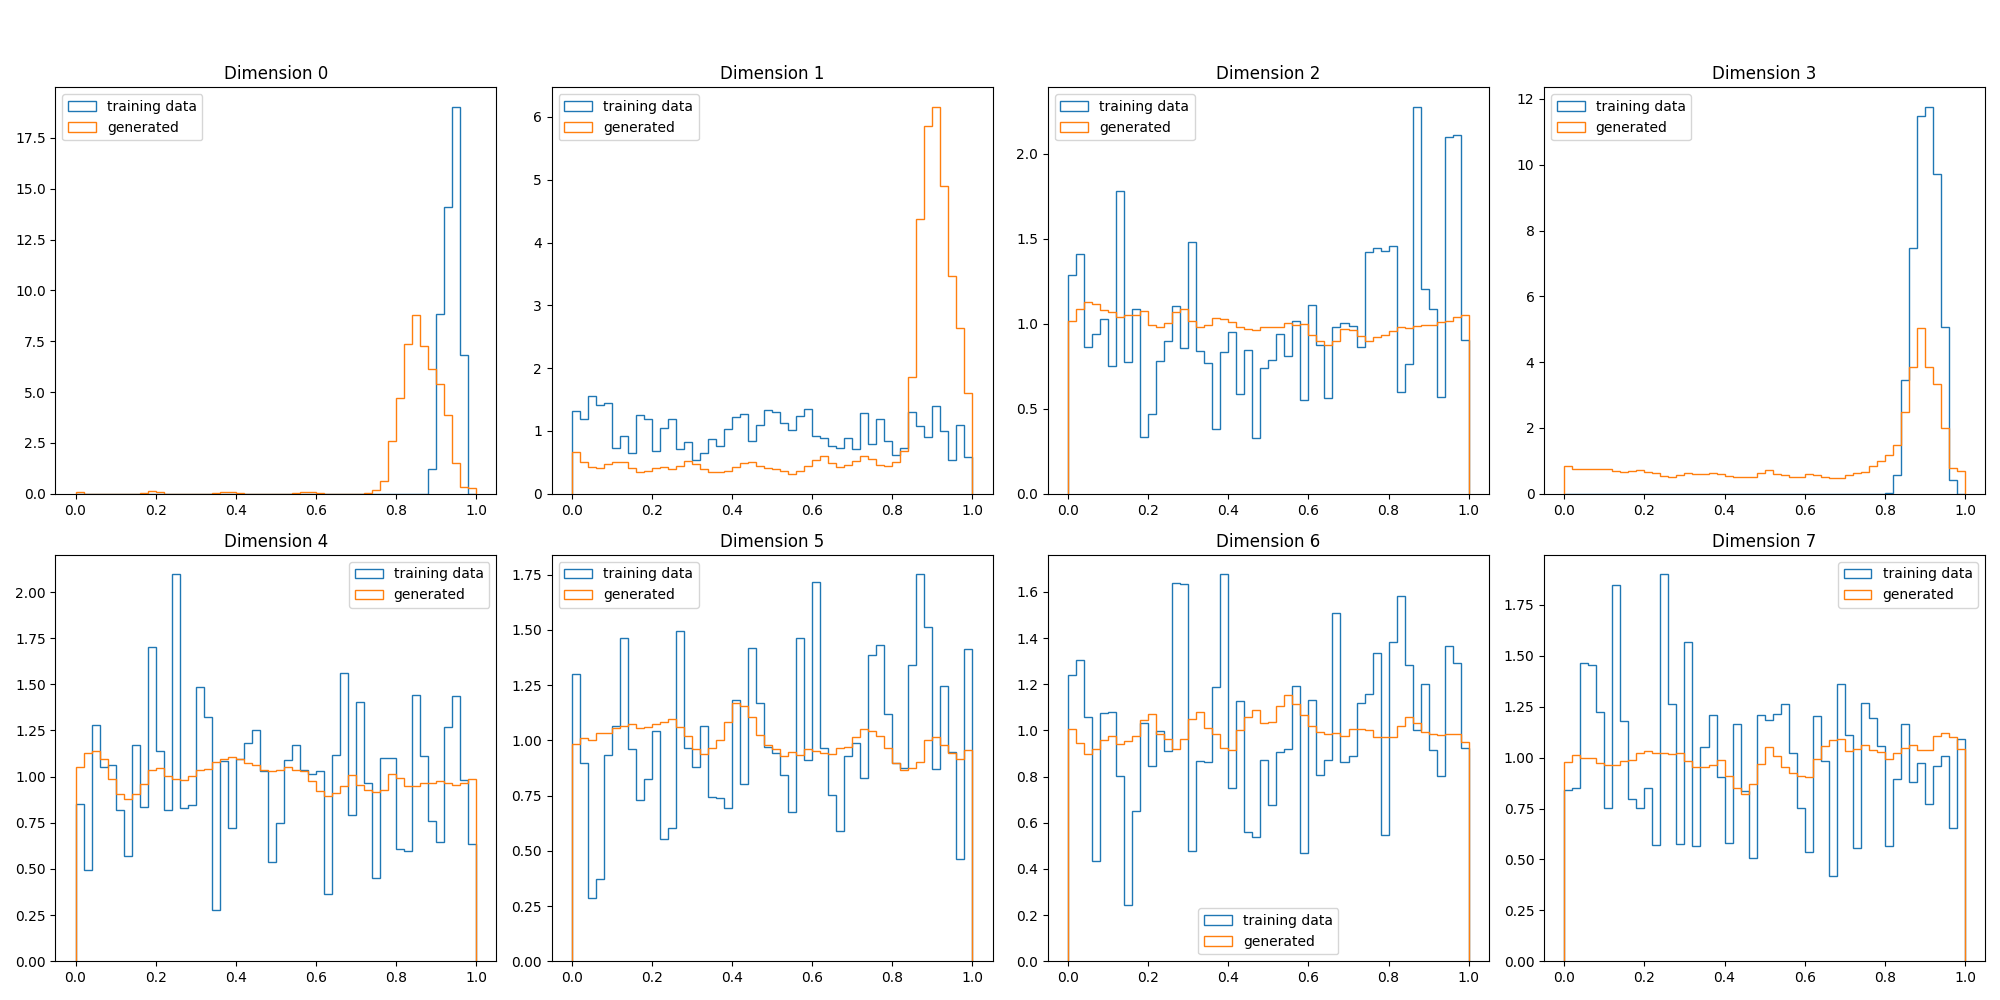 Dimension 0
training data
generated
17.5
15.0
12.5
10.0
7.5
5.0
2.5
0.0
0.0 0.2 0.4 0.6 0.8 1.0
Dimension 1
training data
generated
6
5
4
3
2
1
0
0.0 0.2 0.4 0.6 0.8 1.0
Dimension 2
training data
generated
2.0
1.5
1.0
0.5
0.0
0.0 0.2 0.4 0.6 0.8 1.0
Dimension 3
training data
generated
12
10
8
6
4
2
0
0.0 0.2 0.4 0.6 0.8 1.0
Dimension 4
training data
generated
2.00
1.75
1.50
1.25
1.00
0.75
0.50
0.25
0.00
0.0 0.2 0.4 0.6 0.8 1.0
Dimension 5
training data
generated
1.75
1.50
1.25
1.00
0.75
0.50
0.25
0.00
0.0 0.2 0.4 0.6 0.8 1.0
Dimension 6
1.6
1.4
1.2
1.0
0.8
0.6
0.4
0.2
0.0
training data
generated
0.0 0.2 0.4 0.6 0.8 1.0
Dimension 7
training data
generated
1.75
1.50
1.25
1.00
0.75
0.50
0.25
0.00
0.0 0.2 0.4 0.6 0.8 1.0